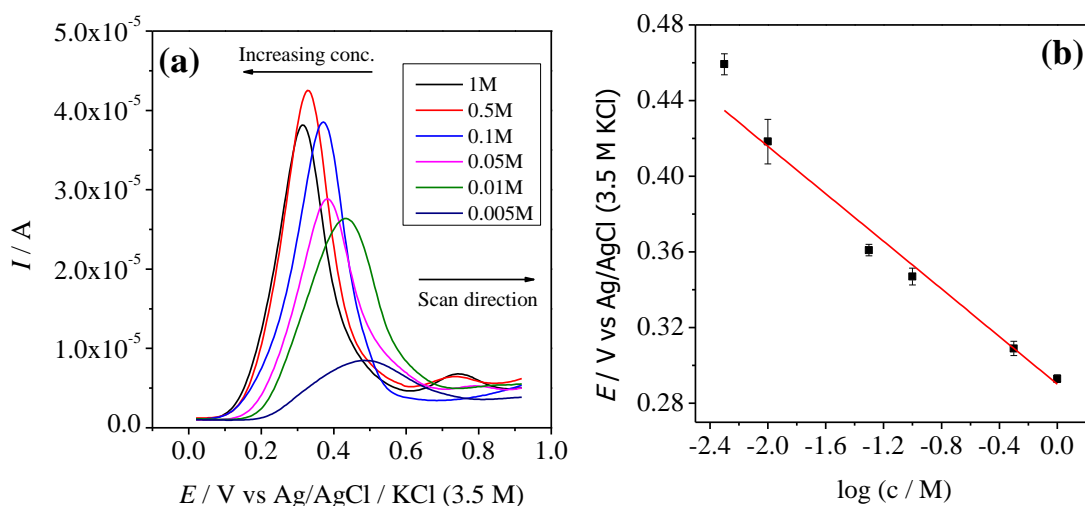 (a)
Increasing conc.
1M
0.5M
0.1M
0.05M
0.01M
0.005M
Scan direction
5.0x10⁻⁵
4.0x10⁻⁵
3.0x10⁻⁵
2.0x10⁻⁵
1.0x10⁻⁵
0.0
I / A
0.0 0.2 0.4 0.6 0.8 1.0
E / V vs Ag/AgCl / KCl (3.5 M)
(b)
0.48
0.44
0.40
0.36
0.32
0.28
E / V vs Ag/AgCl (3.5 M KCl)
-2.4 -2.0 -1.6 -1.2 -0.8 -0.4 0.0
log (c / M)